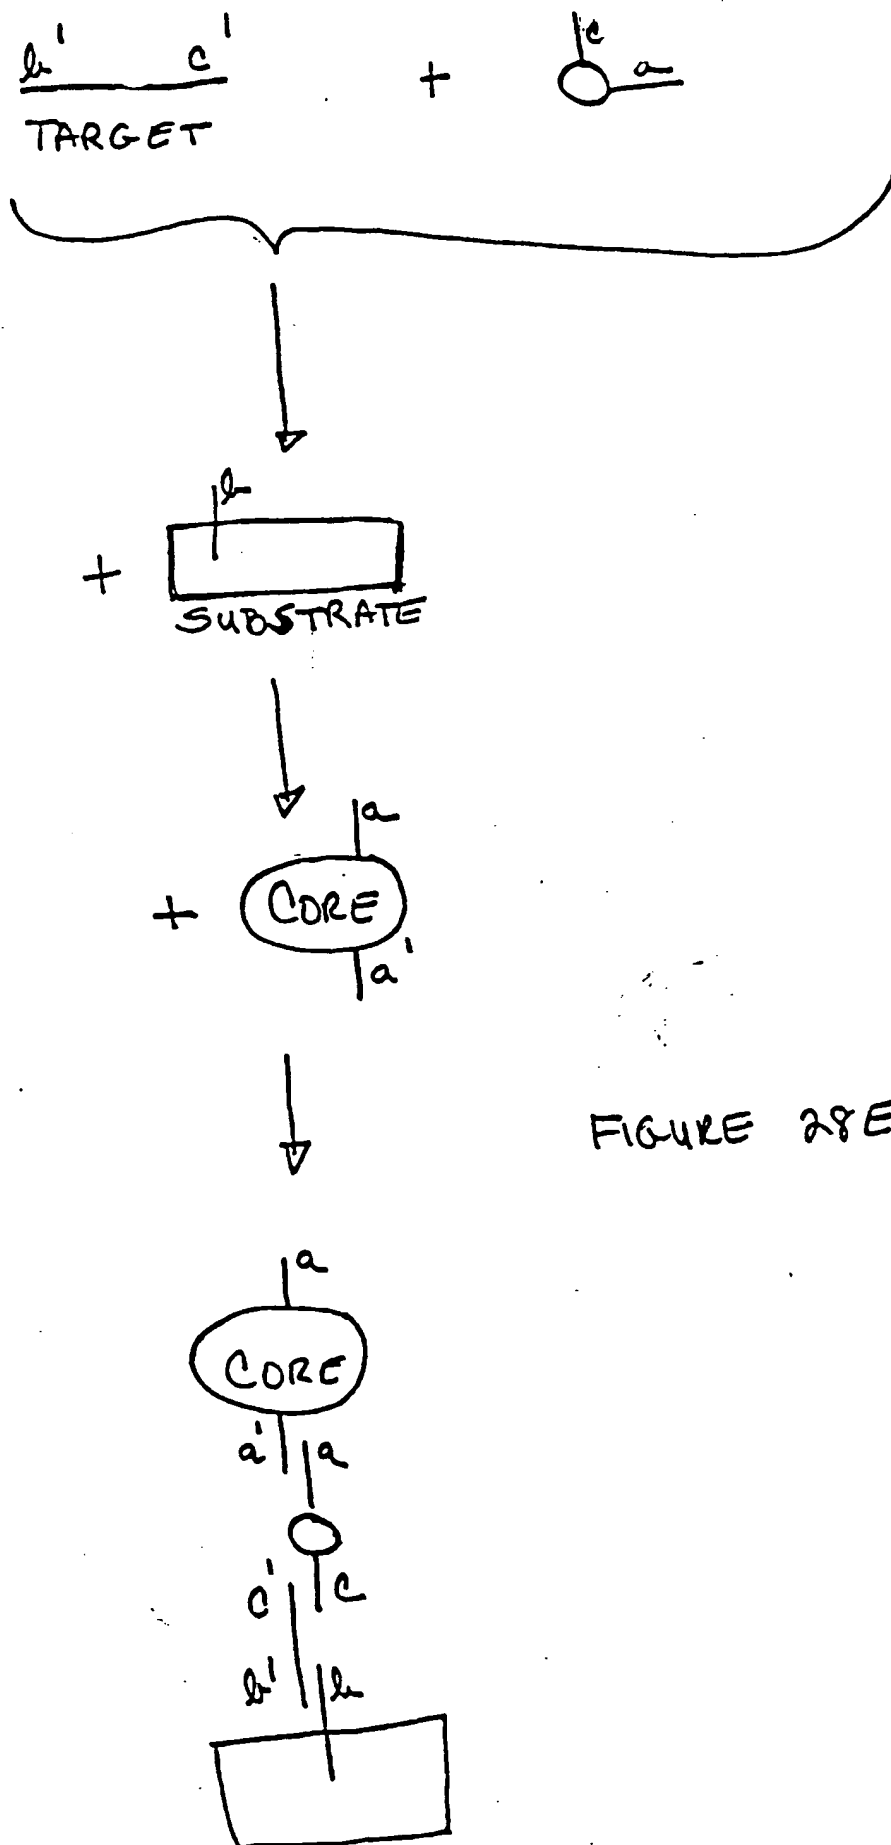 b' c' + c a
TARGET
b
+
SUBSTRATE
a
+ CORE
a'
FIGURE 28E
a
CORE
a' a
c' c
b' b